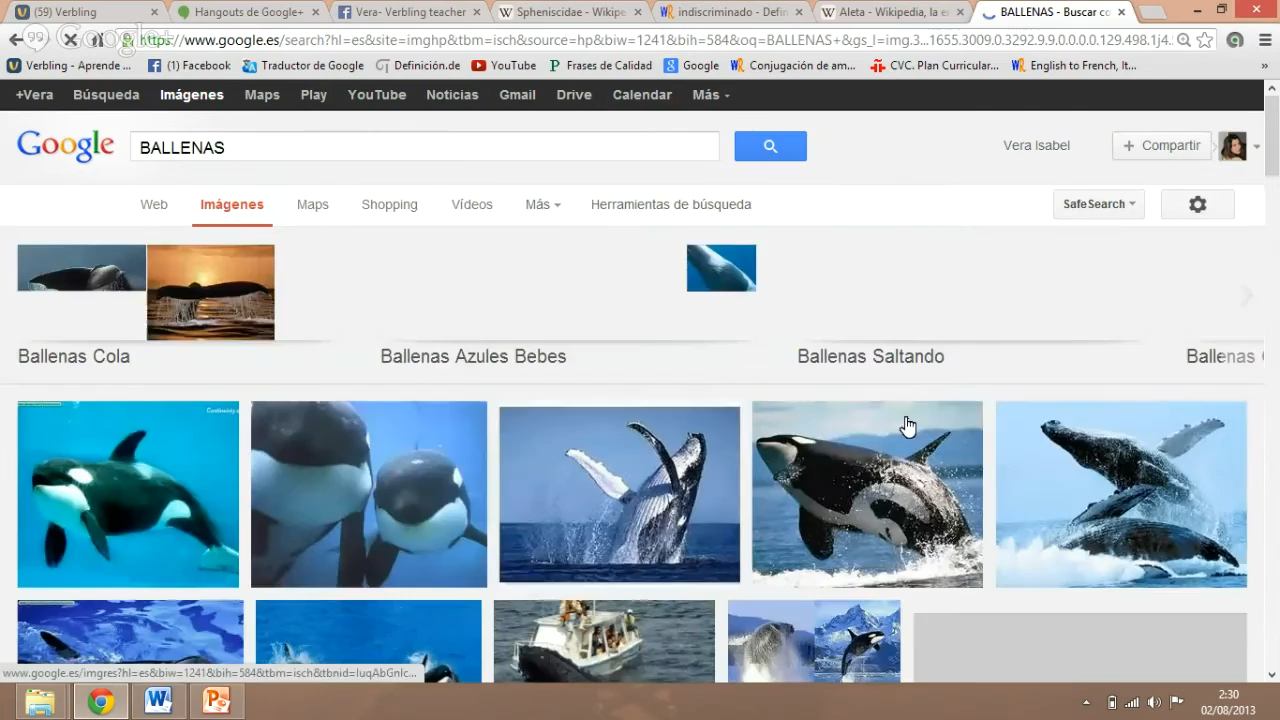 (59) Verbling
Hangouts de Google+
Vera- Verbling teacher
Spheniscidae - Wikipe
indiscriminado - Defin
Aleta - Wikipedia, la e
BALLENAS - Buscar co
https://www.google.es/search?hl=es&site=imghp&tbm=isch&source=hp&biw=1241&bih=584&oq=BALLENAS+&gs_l=img.3...1655.3009.0.3292.9.9.0.0.0.0.129.498.1j4.
Verbling - Aprende ...
(1) Facebook
Traductor de Google
Definición.de
YouTube
Frases de Calidad
Google
Conjugación de am...
CVC. Plan Curricular...
English to French, It...
»
+Vera Búsqueda Imágenes Maps Play YouTube Noticias Gmail Drive Calendar Más
Google
BALLENAS
Vera Isabel
+ Compartir
Web Imágenes Maps Shopping Vídeos Más Herramientas de búsqueda
SafeSearch
Ballenas Cola
Ballenas Azules Bebes
Ballenas Saltando
Ballenas
www.google.es/imgres?hl=es&biw=1241&bih=584&tbm=isch&tbnid=IuqAbGnlc...
2:30
02/08/2013